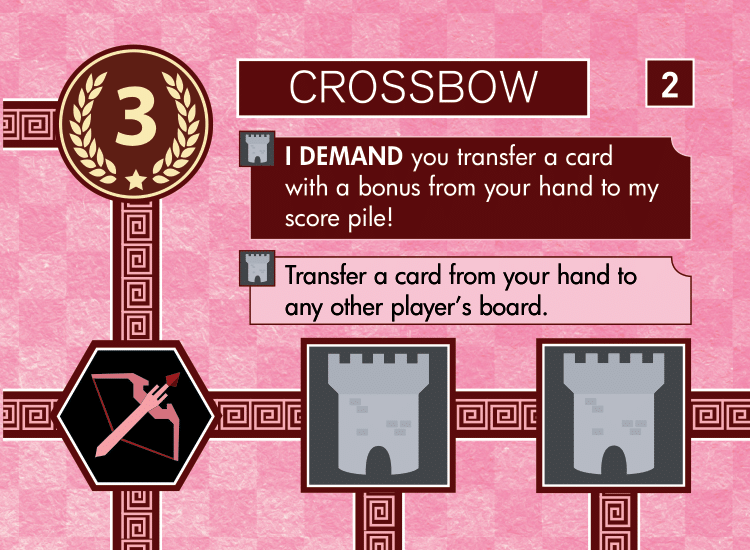 3
CROSSBOW
2
I DEMAND you transfer a card
with a bonus from your hand to my
score pile!
Transfer a card from your hand to
any other player's board.